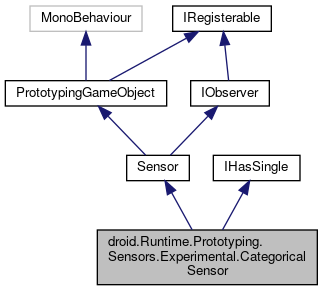 MonoBehaviour
IRegisterable
PrototypingGameObject
IObserver
Sensor
IHasSingle
droid.Runtime.Prototyping.
Sensors.Experimental.Categorical
Sensor